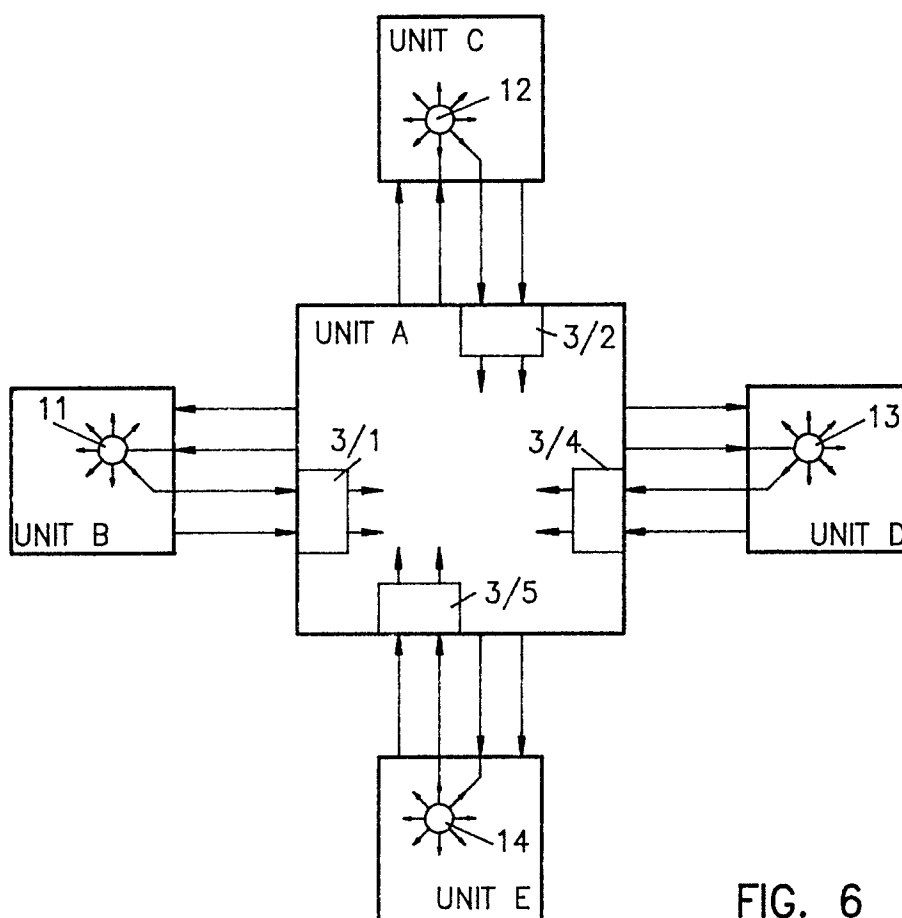 UNIT C
12
UNIT A
3/2
11
3/1
3/4
13
UNIT B
UNIT D
3/5
14
UNIT E
FIG. 6